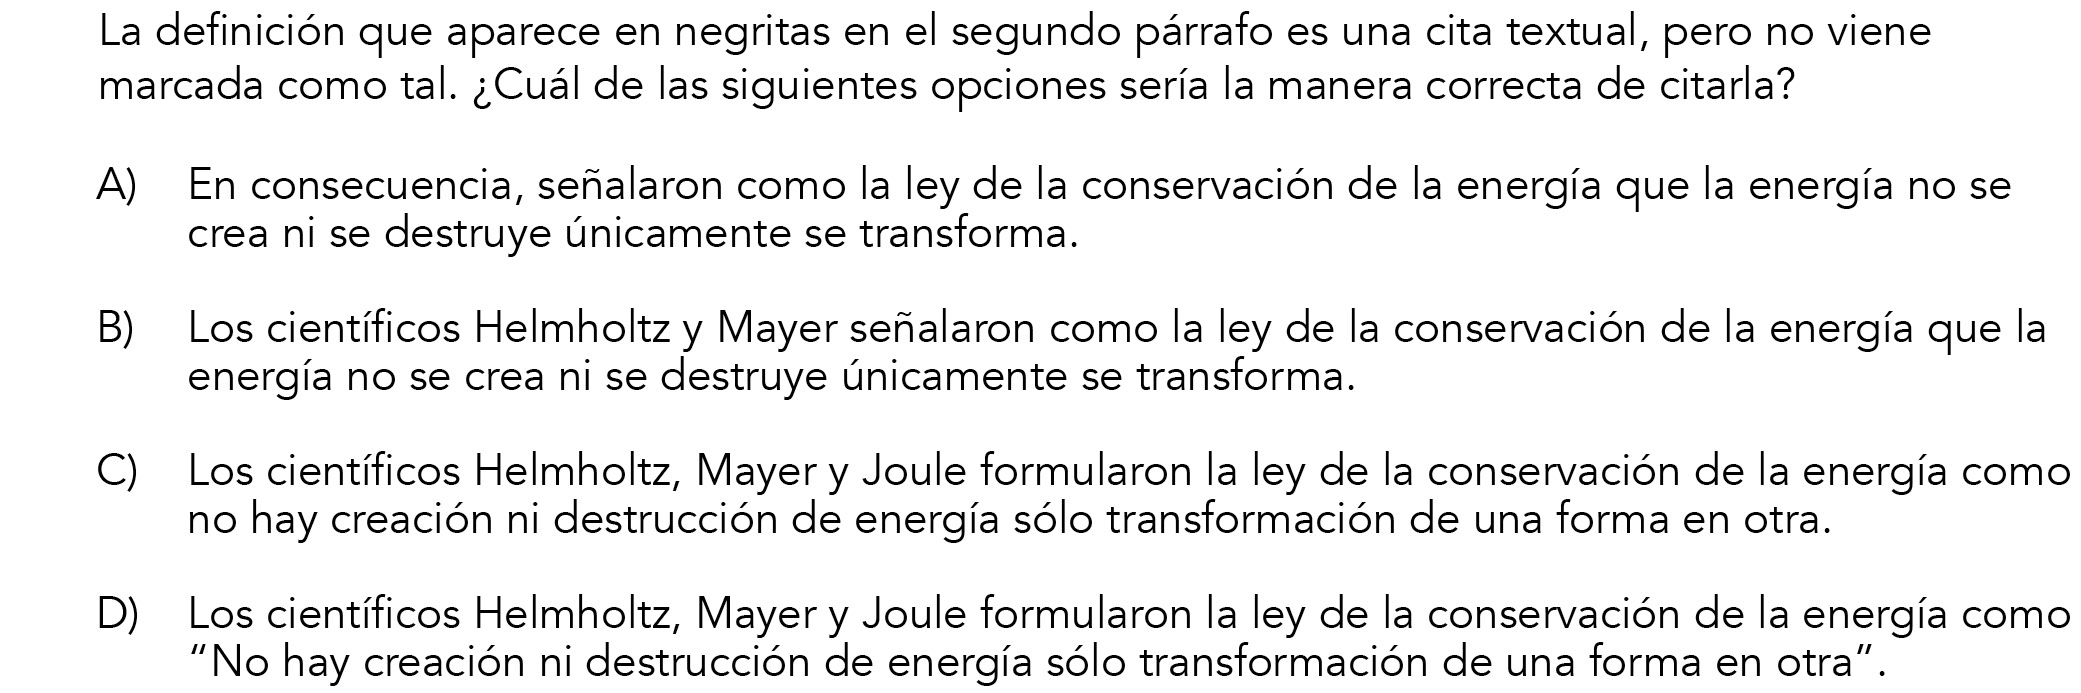 La definición que aparece en negritas en el segundo párrafo es una cita textual, pero no viene
marcada como tal. ¿Cuál de las siguientes opciones sería la manera correcta de citarla?
A) En consecuencia, señalaron como la ley de la conservación de la energía que la energía no se
crea ni se destruye únicamente se transforma.
B) Los científicos Helmholtz y Mayer señalaron como la ley de la conservación de la energía que la
energía no se crea ni se destruye únicamente se transforma.
C) Los científicos Helmholtz, Mayer y Joule formularon la ley de la conservación de la energía como
no hay creación ni destrucción de energía sólo transformación de una forma en otra.
D) Los científicos Helmholtz, Mayer y Joule formularon la ley de la conservación de la energía como
“No hay creación ni destrucción de energía sólo transformación de una forma en otra”.